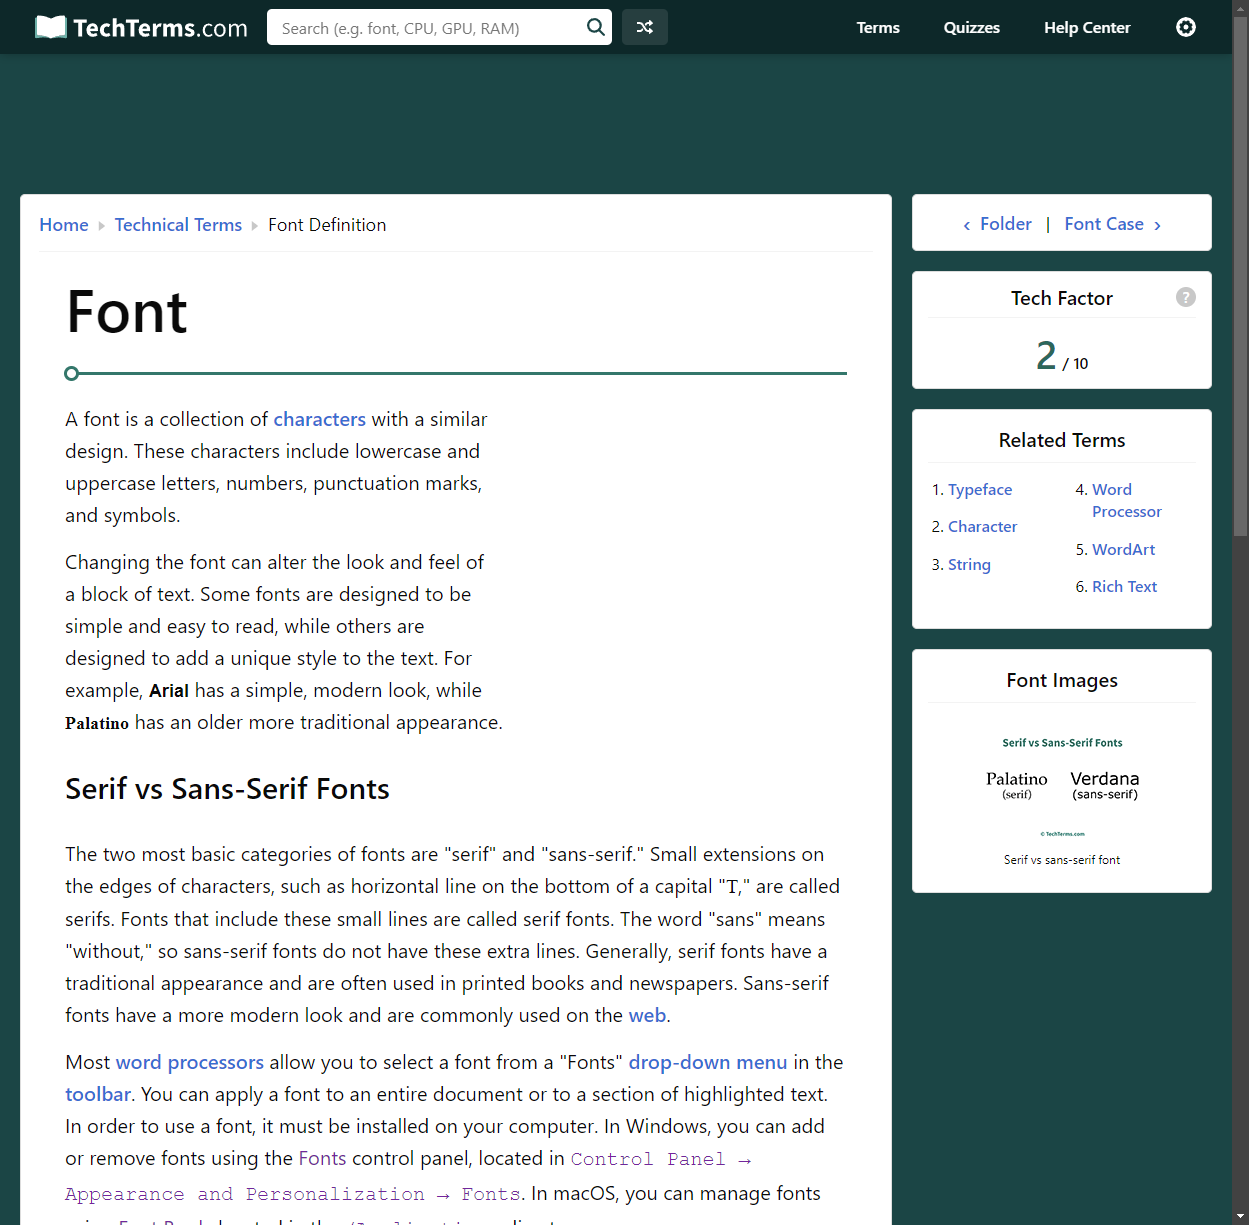 TechTerms.com
Search (e.g. font, CPU, GPU, RAM)
Terms
Quizzes
Help Center
Home
Technical Terms
Font Definition
Font
A font is a collection of characters with a similar
design. These characters include lowercase and
uppercase letters, numbers, punctuation marks,
and symbols.
Changing the font can alter the look and feel of
a block of text. Some fonts are designed to be
simple and easy to read, while others are
designed to add a unique style to the text. For
example, Arial has a simple, modern look, while
Palatino has an older more traditional appearance.
Serif vs Sans-Serif Fonts
The two most basic categories of fonts are "serif" and "sans-serif." Small extensions on
the edges of characters, such as horizontal line on the bottom of a capital "T," are called
serifs. Fonts that include these small lines are called serif fonts. The word "sans" means
"without," so sans-serif fonts do not have these extra lines. Generally, serif fonts have a
traditional appearance and are often used in printed books and newspapers. Sans-serif
fonts have a more modern look and are commonly used on the web.
Most word processors allow you to select a font from a "Fonts" drop-down menu in the
toolbar. You can apply a font to an entire document or to a section of highlighted text.
In order to use a font, it must be installed on your computer. In Windows, you can add
or remove fonts using the Fonts control panel, located in Control Panel →
Appearance and Personalization → Fonts. In macOS, you can manage fonts
‹ Folder | Font Case ›
Tech Factor
?
2 / 10
Related Terms
1. Typeface
2. Character
3. String
4. Word
Processor
5. WordArt
6. Rich Text
Font Images
Serif vs Sans-Serif Fonts
Palatino
(serif)
Verdana
(sans-serif)
© TechTerms.com
Serif vs sans-serif font